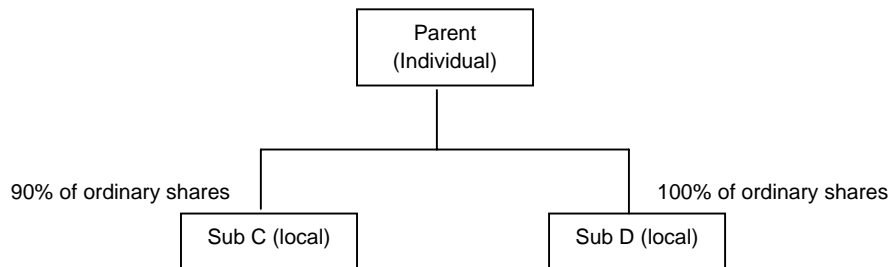 Parent
(Individual)
90% of ordinary shares
100% of ordinary shares
Sub C (local)
Sub D (local)